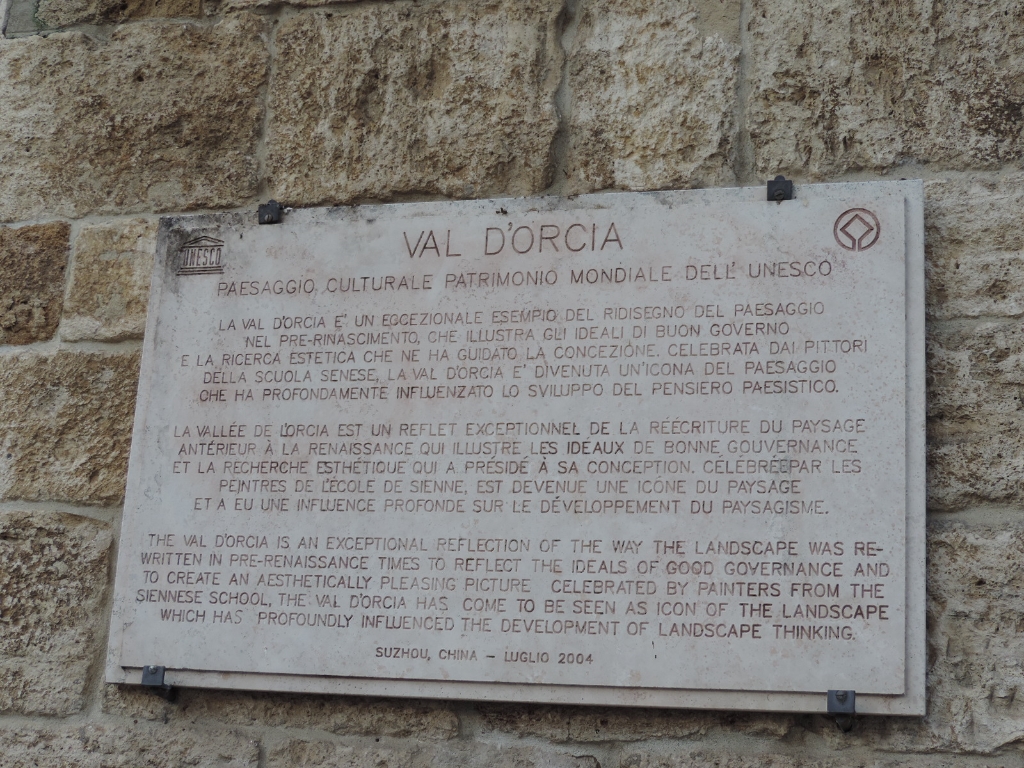 VAL D'ORCIA
UNESCO
PAESAGGIO CULTURALE PATRIMONIO MONDIALE DELL' UNESCO
LA VAL D'ORCIA E' UN ECCEZIONALE ESEMPIO DEL RIDISEGNO DEL PAESAGGIO
NEL PRE-RINASCIMENTO, CHE ILLUSTRA GLI IDEALI DI BUON GOVERNO
E LA RICERCA ESTETICA CHE NE HA GUIDATO LA CONCEZIONE. CELEBRATA DAI PITTORI
DELLA SCUOLA SENESE, LA VAL D'ORCIA E' DIVENUTA UN'ICONA DEL PAESAGGIO
CHE HA PROFONDAMENTE INFLUENZATO LO SVILUPPO DEL PENSIERO PAESISTICO.
LA VALLÉE DE L'ORCIA EST UN REFLET EXCEPTIONNEL DE LA RÉÉCRITURE DU PAYSAGE
ANTÉRIEUR À LA RENAISSANCE QUI ILLUSTRE LES IDÉAUX DE BONNE GOUVERNANCE
ET LA RECHERCHE ESTHÉTIQUE QUI A PRÉSIDÉ À SA CONCEPTION. CÉLÉBRÉE PAR LES
PEINTRES DE L'ÉCOLE DE SIENNE, EST DEVENUE UNE ICÔNE DU PAYSAGE
ET A EU UNE INFLUENCE PROFONDE SUR LE DÉVELOPPEMENT DU PAYSAGISME.
THE VAL D'ORCIA IS AN EXCEPTIONAL REFLECTION OF THE WAY THE LANDSCAPE WAS RE-
WRITTEN IN PRE-RENAISSANCE TIMES TO REFLECT THE IDEALS OF GOOD GOVERNANCE AND
TO CREATE AN AESTHETICALLY PLEASING PICTURE CELEBRATED BY PAINTERS FROM THE
SIENNESE SCHOOL, THE VAL D'ORCIA HAS COME TO BE SEEN AS ICON OF THE LANDSCAPE
WHICH HAS PROFOUNDLY INFLUENCED THE DEVELOPMENT OF LANDSCAPE THINKING.
SUZHOU, CHINA - LUGLIO 2004